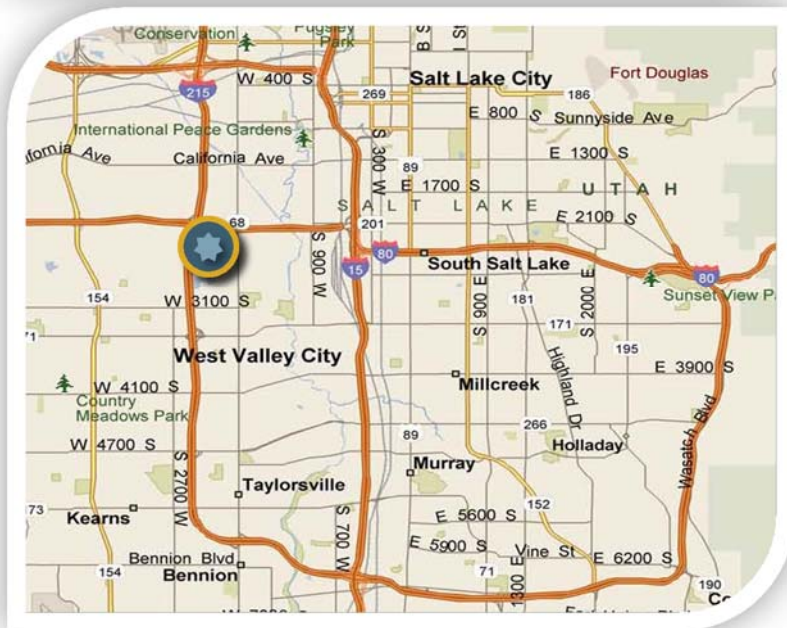 Conservation
Pugsley
Park
B S
I St
W 400 S
Salt Lake City
Fort Douglas
215
269
186
E 800 S
Sunnyside Ave
International Peace Gardens
S 300 W
California Ave
E 1300 S
89
E 1700 S
UTAH
SALT LAKE
E 2100 S
68
201
S 900 W
80
South Salt Lake
15
80
154
W 3100 S
S 900 E
181
S 2000 E
Sunset View P
71
171
West Valley City
Highland Dr
195
E 3900 S
W 4100 S
Millcreek
Country
Meadows Park
Wasatch Blvd
266
W 4700 S
89
Holladay
S 2700 W
Murray
Taylorsville
73
Kearns
S 700 W
152
E 5600 S
E 5900 S
Vine St
E 6200 S
Bennion Blvd
Bennion
154
71
1300 E
190
Co